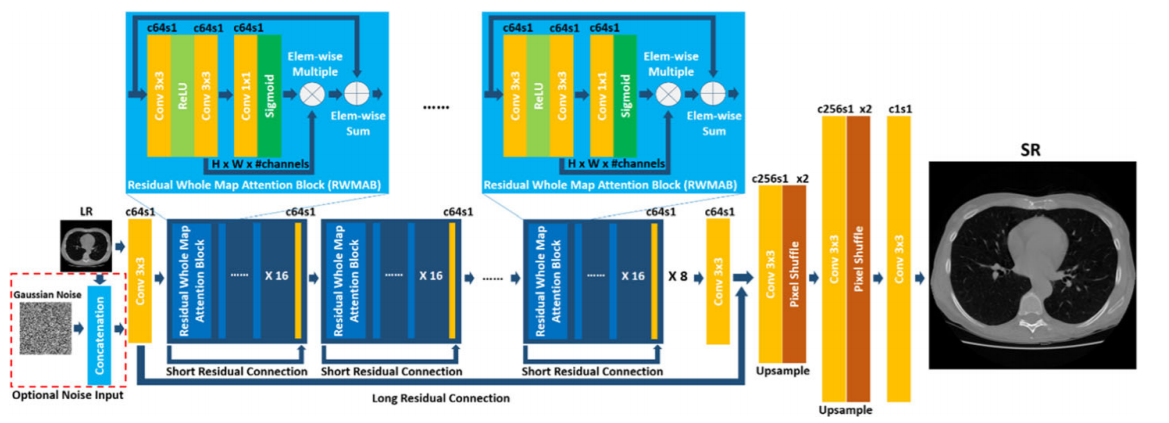 c64s1
c64s1
c64s1
Conv 3x3
ReLU
Conv 3x3
Conv 1x1
Sigmoid
Elem-wise
Multiple
Elem-wise
Sum
H x W x #channels
Residual Whole Map Attention Block (RWMAB)
......
c64s1
c64s1
c64s1
Conv 3x3
ReLU
Conv 3x3
Conv 1x1
Sigmoid
Elem-wise
Multiple
Elem-wise
Sum
H x W x #channels
Residual Whole Map Attention Block (RWMAB)
LR
Gaussian Noise
Concatenation
Optional Noise Input
c64s1
Conv 3x3
Residual Whole Map
Attention Block
......
X 16
c64s1
Short Residual Connection
Residual Whole Map
Attention Block
......
X 16
c64s1
Short Residual Connection
......
Residual Whole Map
Attention Block
......
X 16
c64s1
Short Residual Connection
X 8
c64s1
Conv 3x3
Long Residual Connection
c256s1 x2
Conv 3x3
Pixel Shuffle
Upsample
c256s1 x2
Conv 3x3
Pixel Shuffle
Upsample
c1s1
Conv 3x3
SR